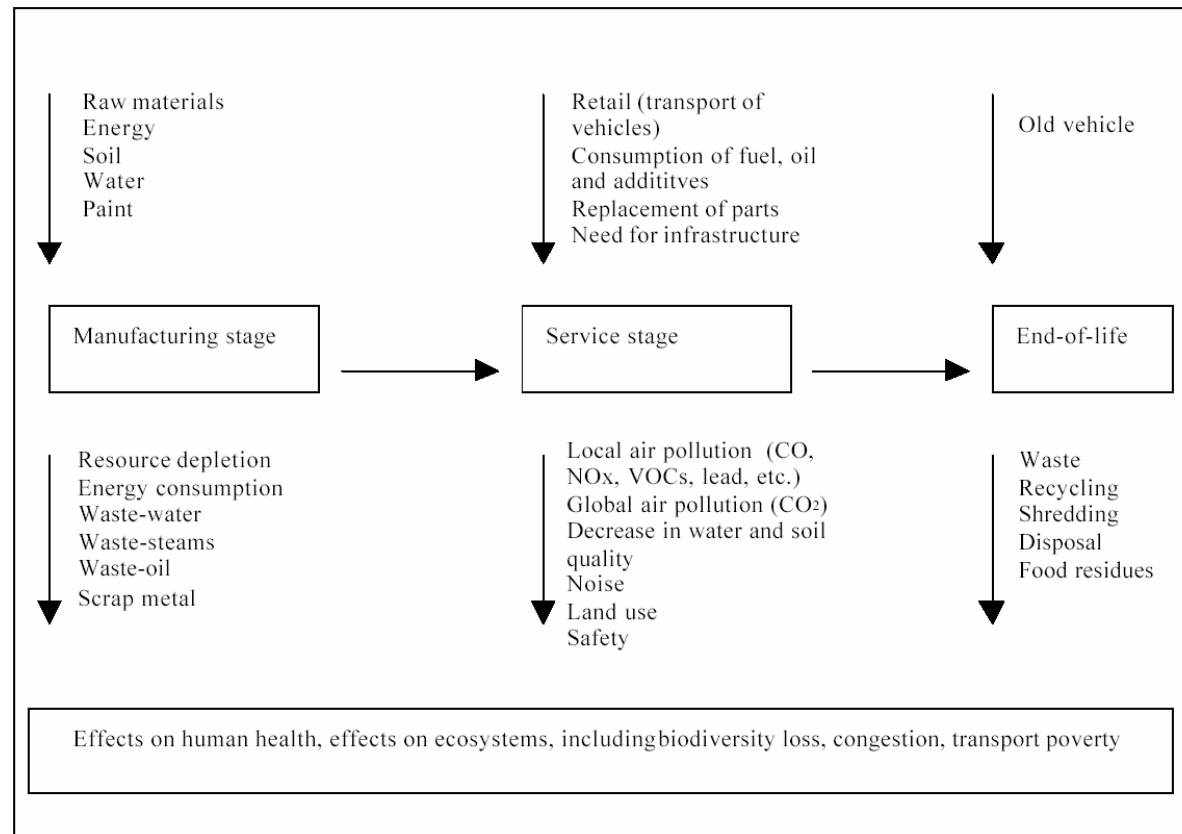 Raw materials
Energy
Soil
Water
Paint
Retail (transport of
vehicles)
Consumption of fuel, oil
and addititves
Replacement of parts
Need for infrastructure
Old vehicle
Manufacturing stage
Service stage
End-of-life
Resource depletion
Energy consumption
Waste-water
Waste-steams
Waste-oil
Scrap metal
Local air pollution (CO,
NOx, VOCs, lead, etc.)
Global air pollution (CO2)
Decrease in water and soil
quality
Noise
Land use
Safety
Waste
Recycling
Shredding
Disposal
Food residues
Effects on human health, effects on ecosystems, including biodiversity loss, congestion, transport poverty